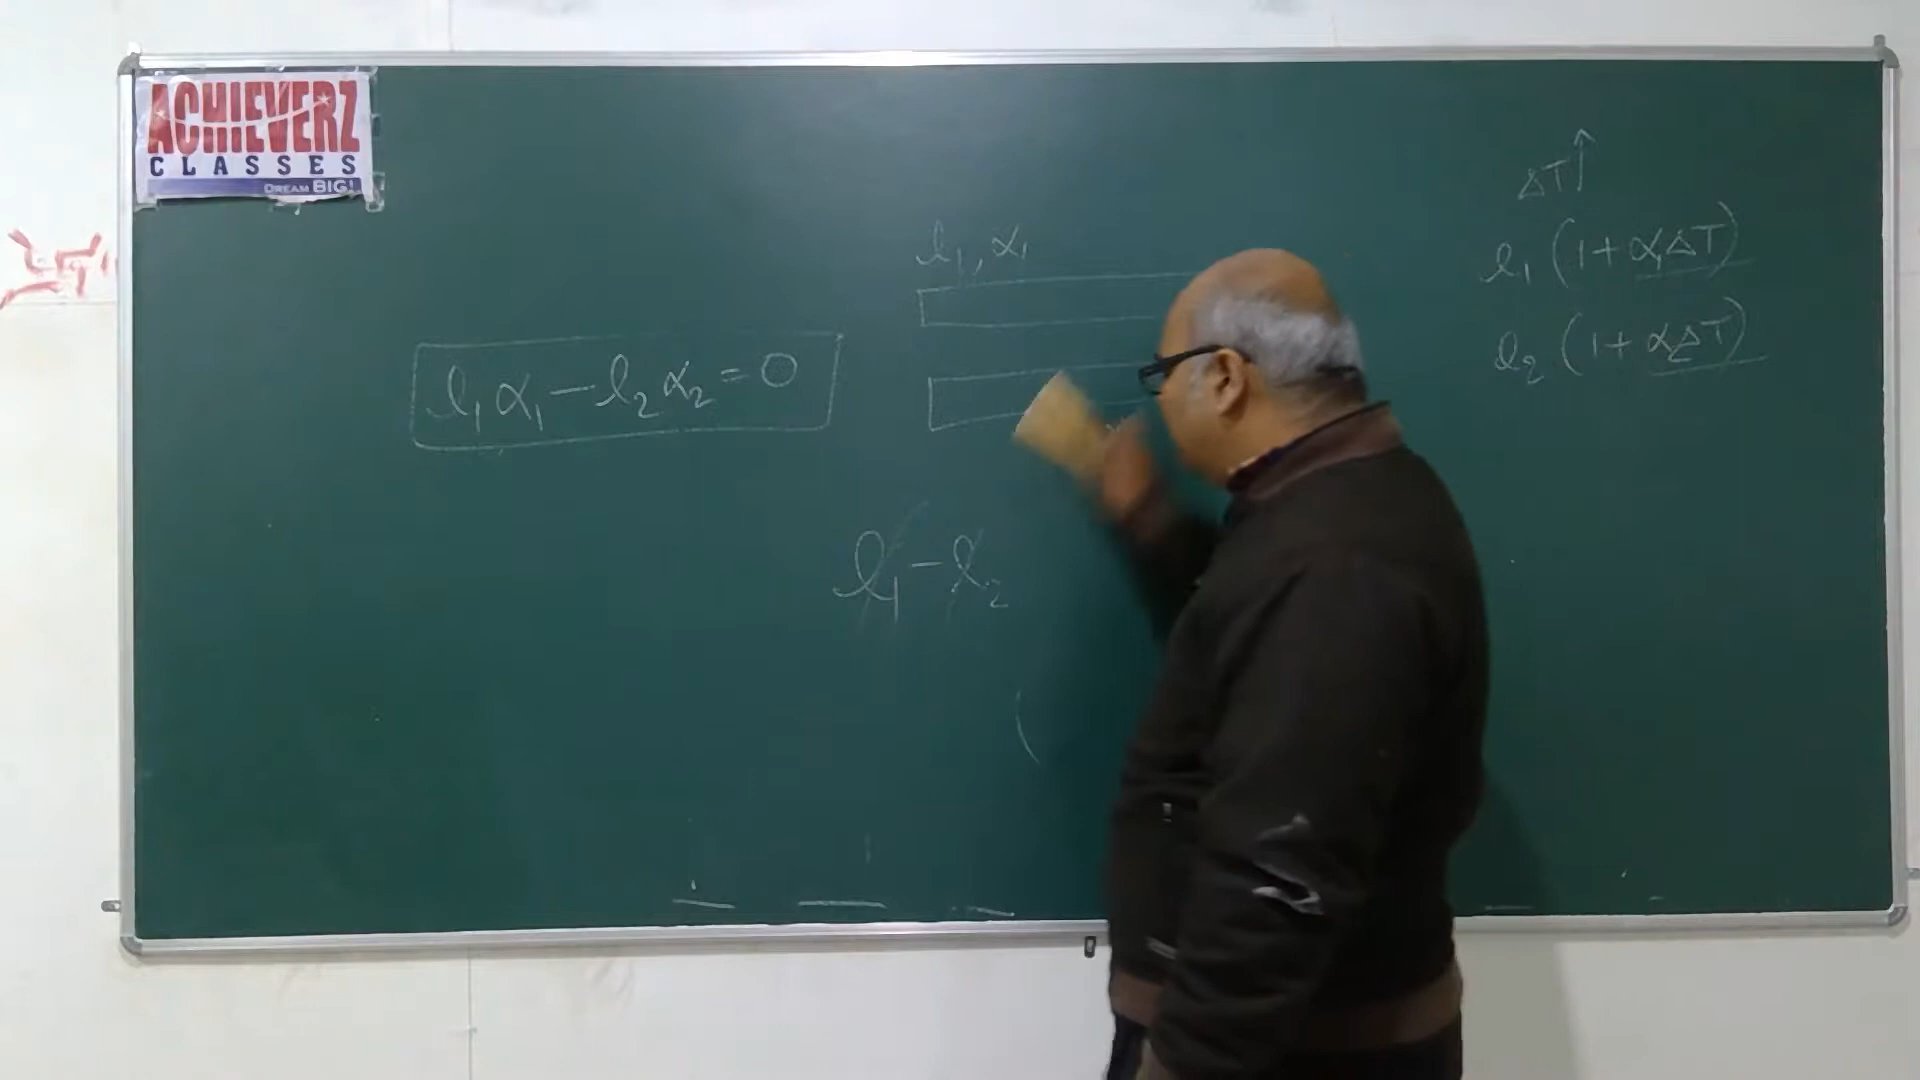 ACHIEVERZ
CLASSES
DREAM BIG!
l₁α₁ - l₂α₂ = 0
l₁, α₁
l₁ - l₂
(
ΔT↑
l₁ (1 + α₁ΔT)
l₂ (1 + α₂ΔT)